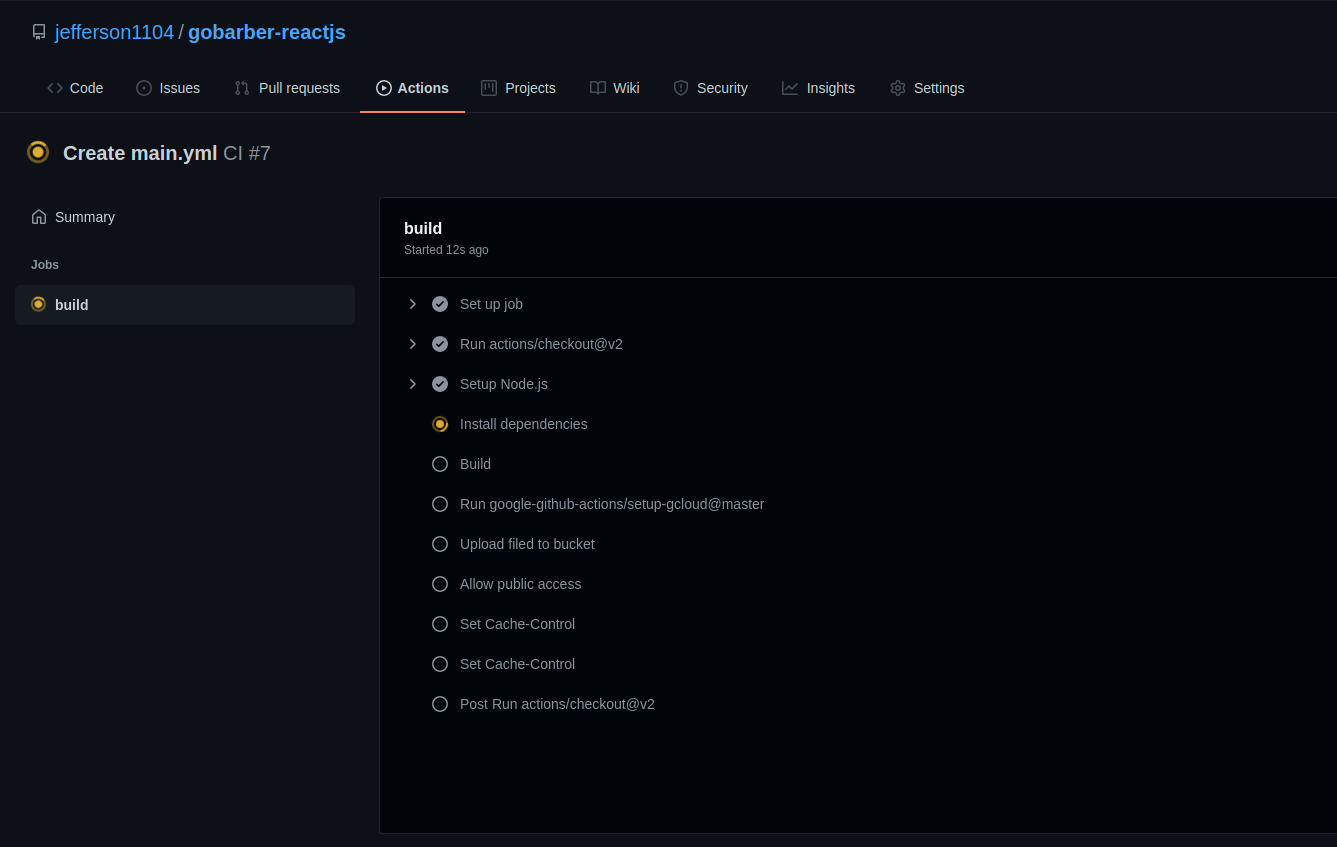 jefferson1104 / gobarber-reactjs
Code Issues Pull requests Actions Projects Wiki Security Insights Settings
Create main.yml CI #7
Summary
Jobs
build
build
Started 12s ago
Set up job
Run actions/checkout@v2
Setup Node.js
Install dependencies
Build
Run google-github-actions/setup-gcloud@master
Upload filed to bucket
Allow public access
Set Cache-Control
Set Cache-Control
Post Run actions/checkout@v2